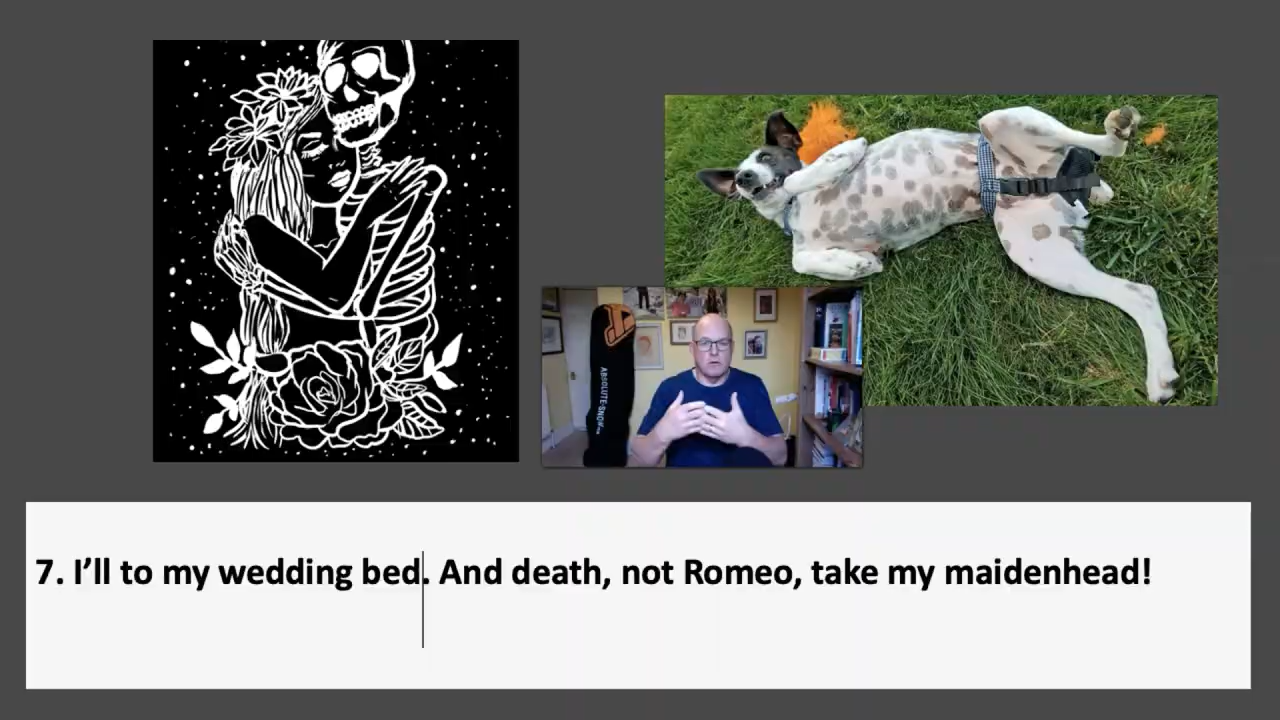 ABSOLUTE-SNOW
7. I’ll to my wedding bed. And death, not Romeo, take my maidenhead!